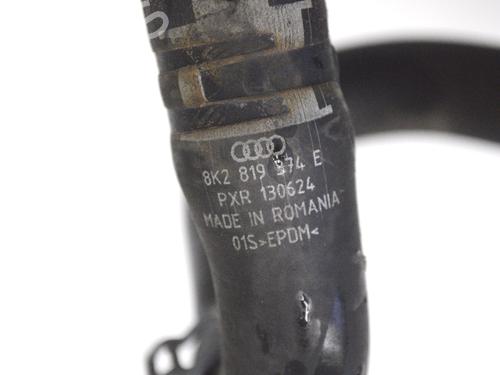 8K2 819 374 E
PXR 130624
MADE IN ROMANIA
01S>EPDM<